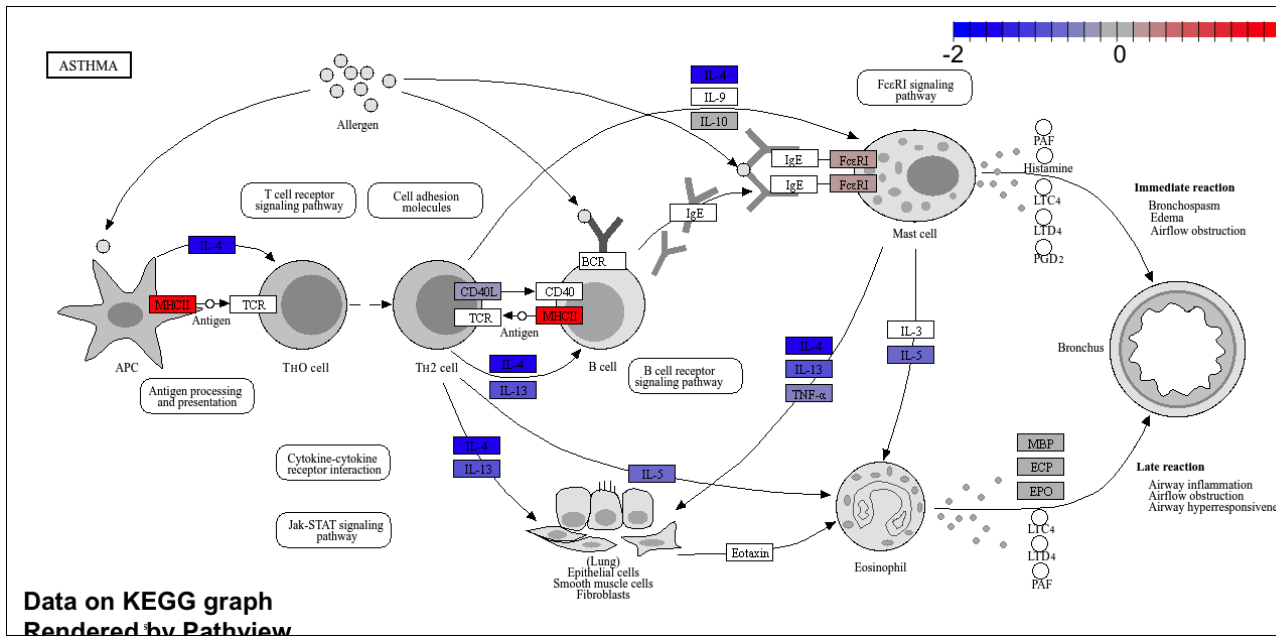 -2
0
ASTHMA
Allergen
IL-4
IL-9
IL-10
FcεRI signaling
pathway
IgE
FcεRI
IgE
FcεRI
Mast cell
PAF
Histamine
LTC4
LTD4
PGD2
Immediate reaction
Bronchospasm
Edema
Airflow obstruction
T cell receptor
signaling pathway
Cell adhesion
molecules
IgE
IL-4
BCR
MHCII
TCR
Antigen
APC
TH0 cell
CD40L
CD40
TCR
MHCII
Antigen
TH2 cell
B cell
IL-4
IL-13
B cell receptor
signaling pathway
Antigen processing
and presentation
IL-4
IL-13
TNF-α
IL-3
IL-5
Bronchus
Cytokine-cytokine
receptor interaction
IL-4
IL-13
IL-5
Jak-STAT signaling
pathway
(Lung)
Epithelial cells
Smooth muscle cells
Fibroblasts
Eotaxin
Eosinophil
MBP
ECP
EPO
LTC4
LTD4
PAF
Late reaction
Airway inflammation
Airflow obstruction
Airway hyperresponsivene
Data on KEGG graph
Rendered by Pathview